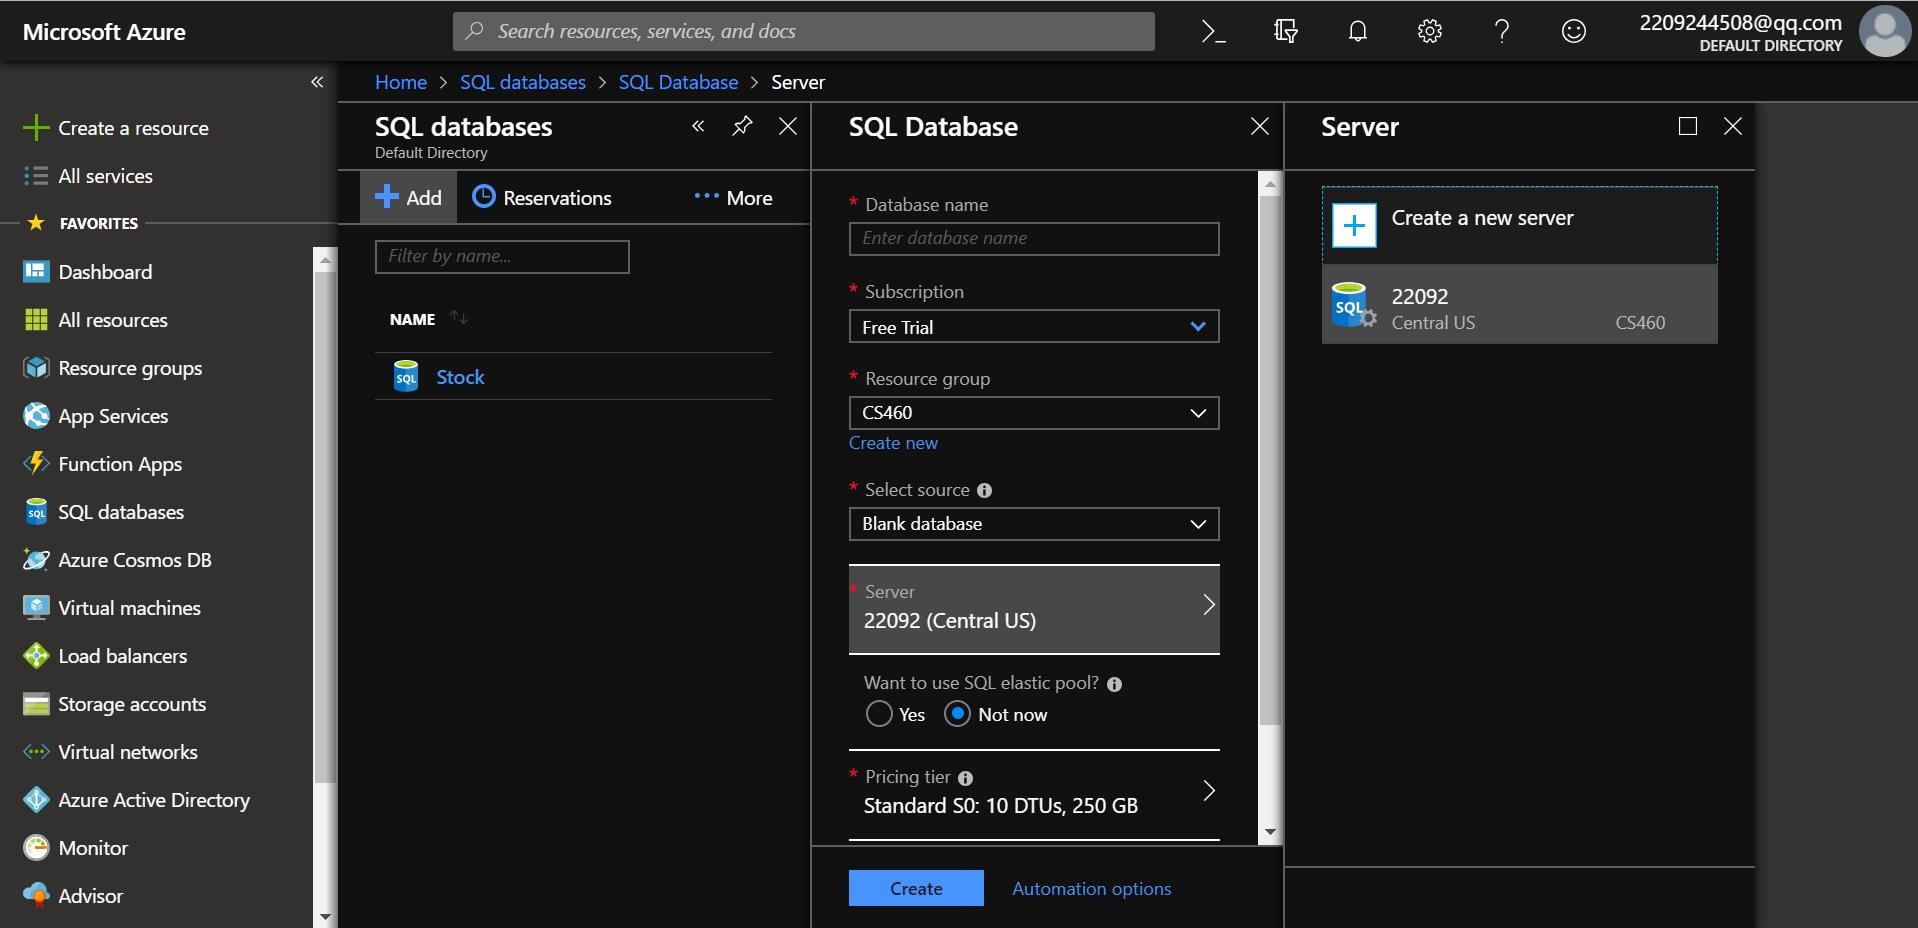 Microsoft Azure
Search resources, services, and docs
2209244508@qq.com
DEFAULT DIRECTORY
Home > SQL databases > SQL Database > Server
Create a resource
All services
FAVORITES
Dashboard
All resources
Resource groups
App Services
Function Apps
SQL databases
Azure Cosmos DB
Virtual machines
Load balancers
Storage accounts
Virtual networks
Azure Active Directory
Monitor
Advisor
SQL databases
Default Directory
Add Reservations More
Filter by name...
NAME
SQL Stock
SQL Database
* Database name
Enter database name
* Subscription
Free Trial
* Resource group
CS460
Create new
* Select source
Blank database
* Server
22092 (Central US)
Want to use SQL elastic pool?
Yes Not now
* Pricing tier
Standard S0: 10 DTUs, 250 GB
Create Automation options
Server
Create a new server
SQL 22092
Central US CS460